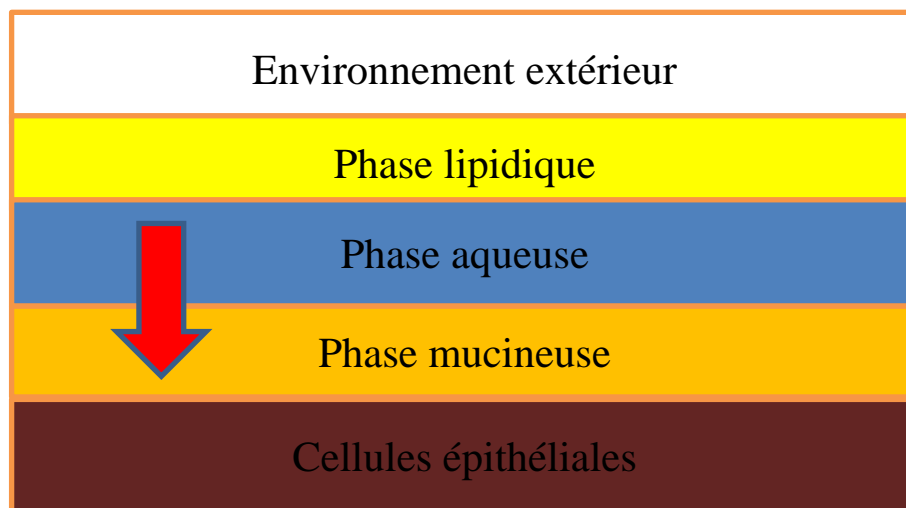 Environnement extérieur
Phase lipidique
Phase aqueuse
Phase mucineuse
Cellules épithéliales